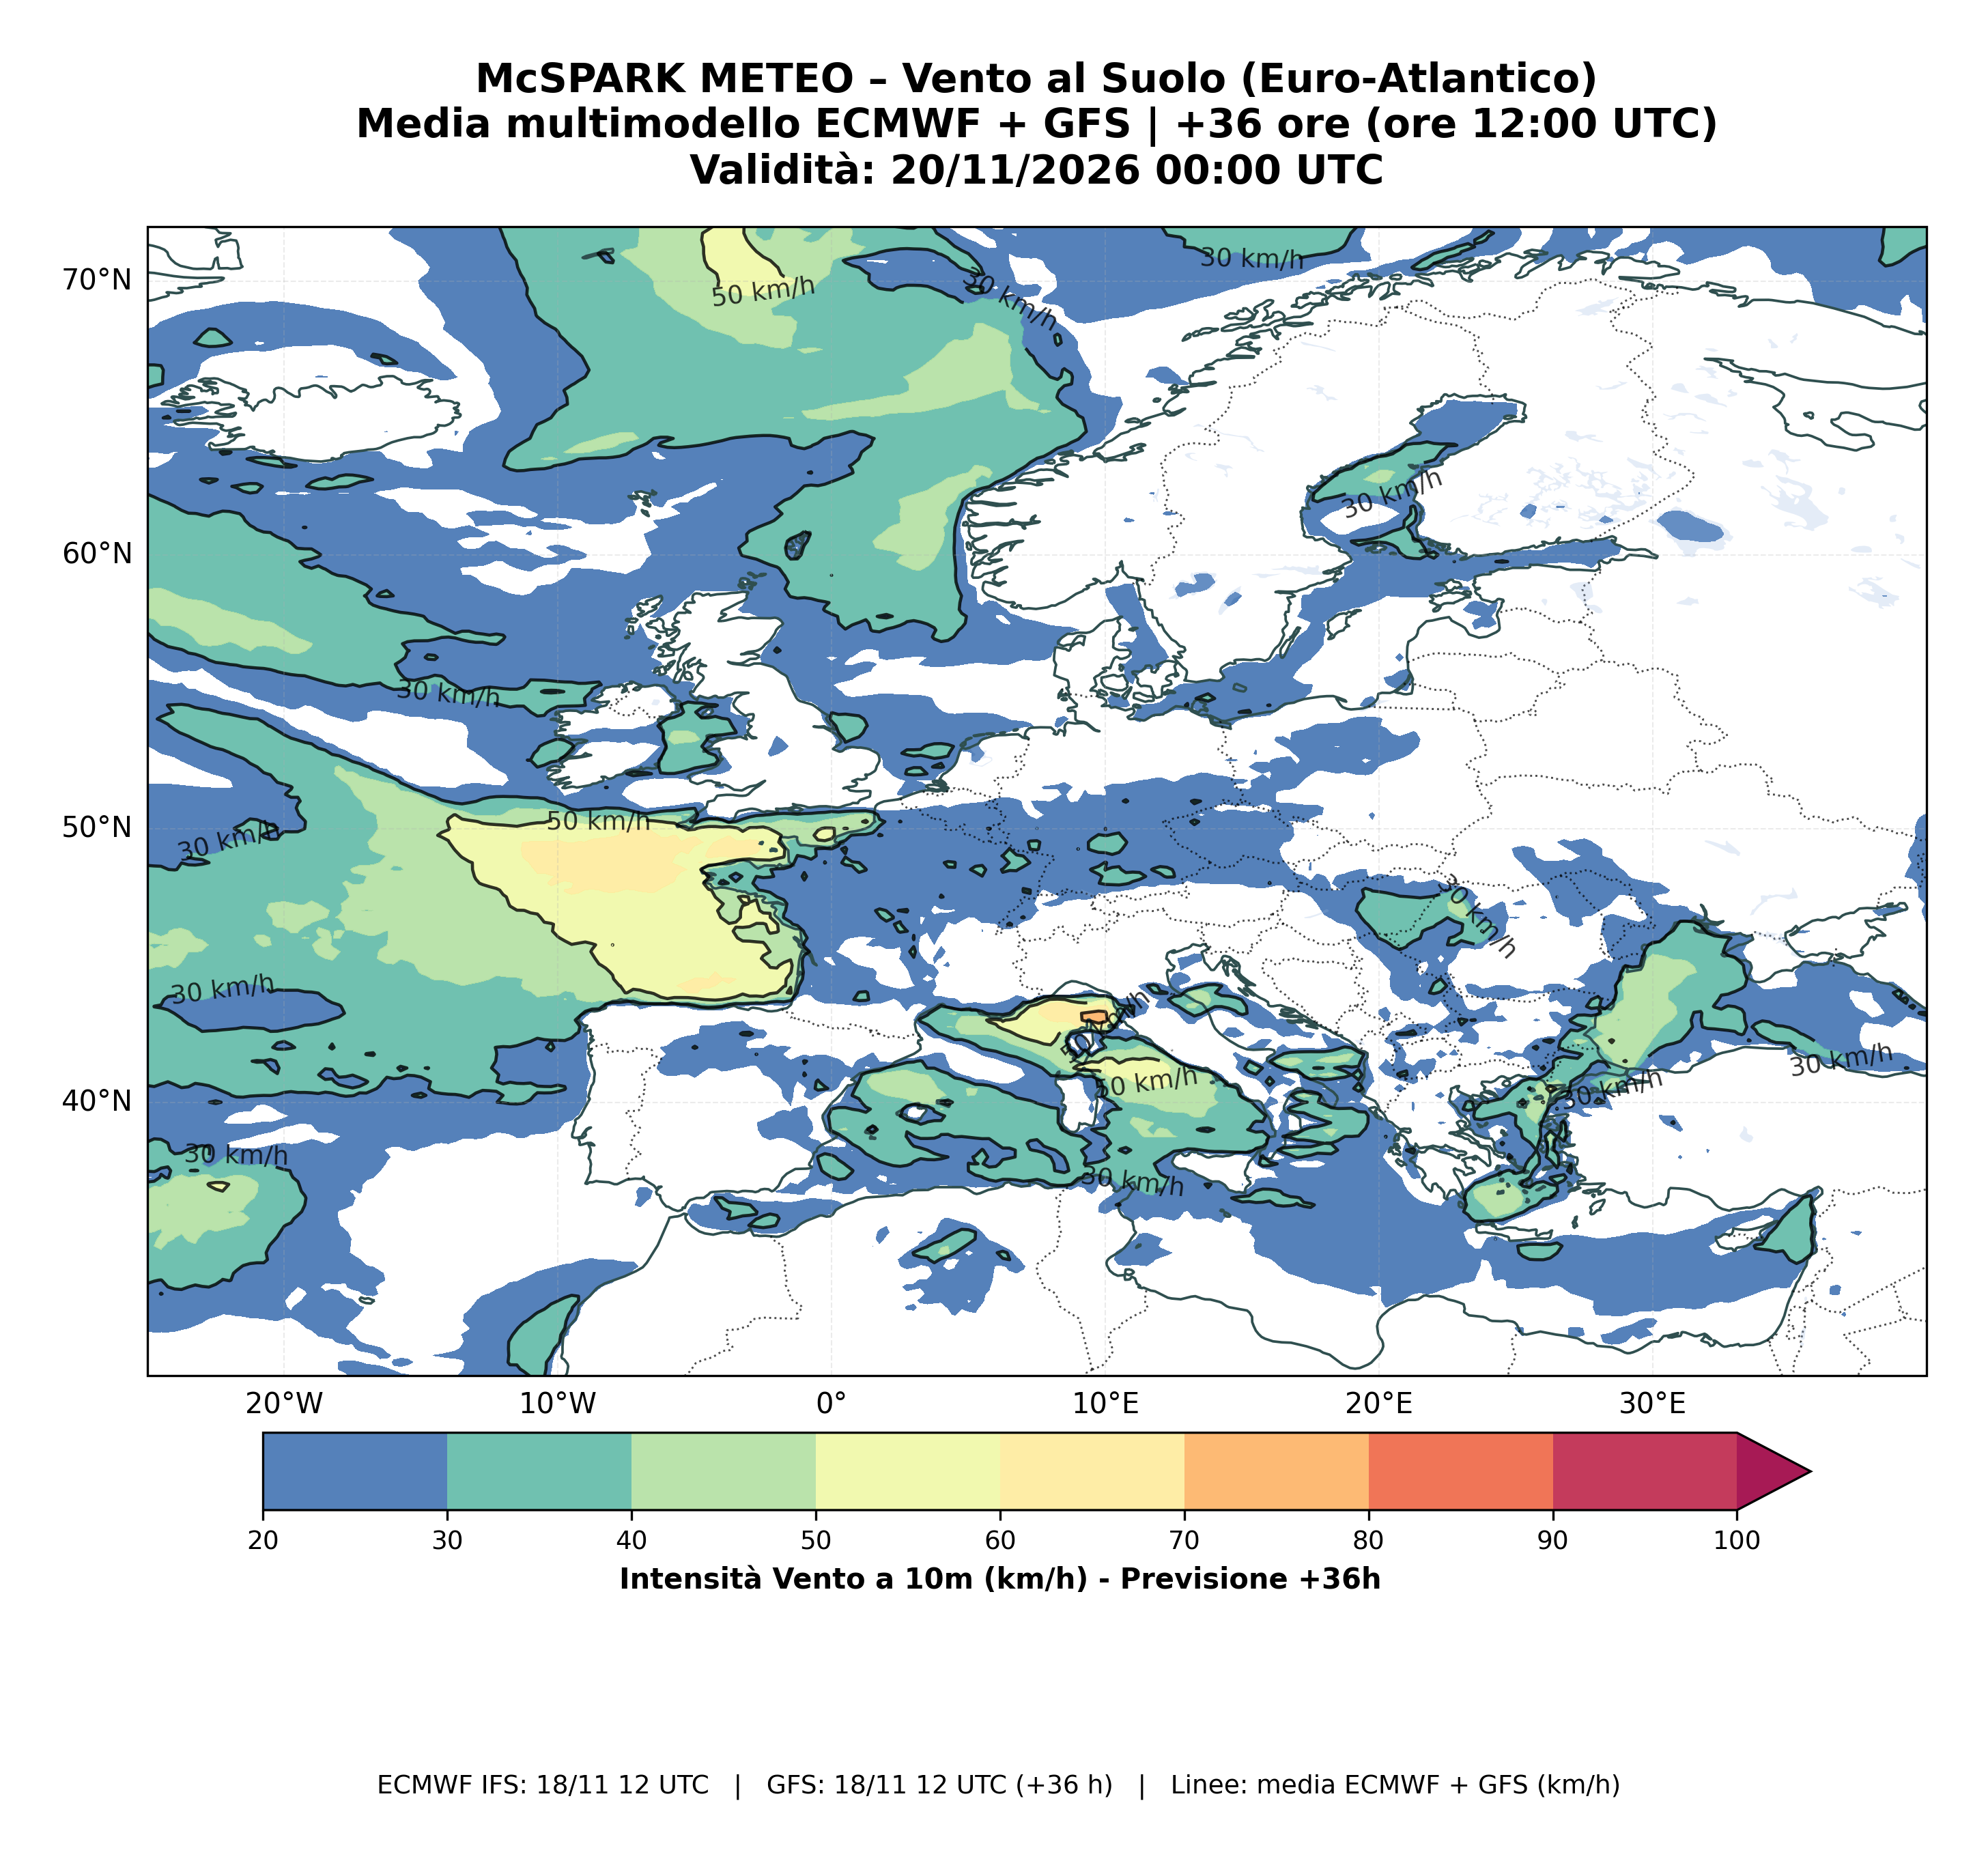 McSPARK METEO – Vento al Suolo (Euro-Atlantico)
Media multimodello ECMWF + GFS | +36 ore (ore 12:00 UTC)
Validità: 20/11/2026 00:00 UTC
70°N
60°N
50°N
40°N
50 km/h
30 km/h
30 km/h
30 km/h
30 km/h
50 km/h
30 km/h
30 km/h
30 km/h
50 km/h
30 km/h
30 km/h
30 km/h
30 km/h
20°W
10°W
0°
10°E
20°E
30°E
20
30
40
50
60
70
80
90
100
Intensità Vento a 10m (km/h) - Previsione +36h
ECMWF IFS: 18/11 12 UTC | GFS: 18/11 12 UTC (+36 h) | Linee: media ECMWF + GFS (km/h)